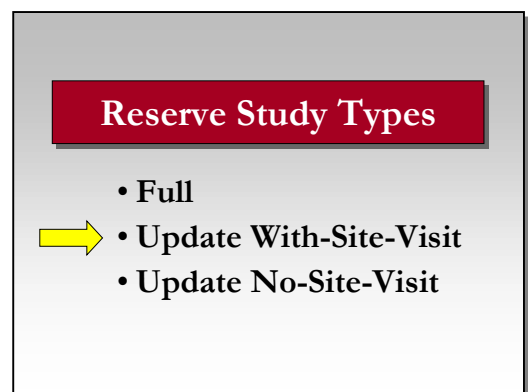 Reserve Study Types
• Full
• Update With-Site-Visit
• Update No-Site-Visit